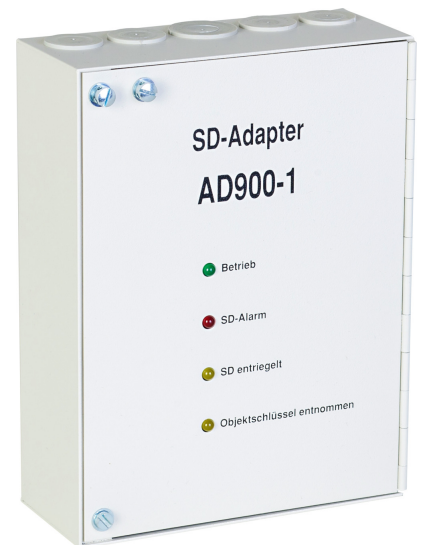 SD-Adapter
AD900-1
Betrieb
SD-Alarm
SD entriegelt
Objektschlüssel entnommen